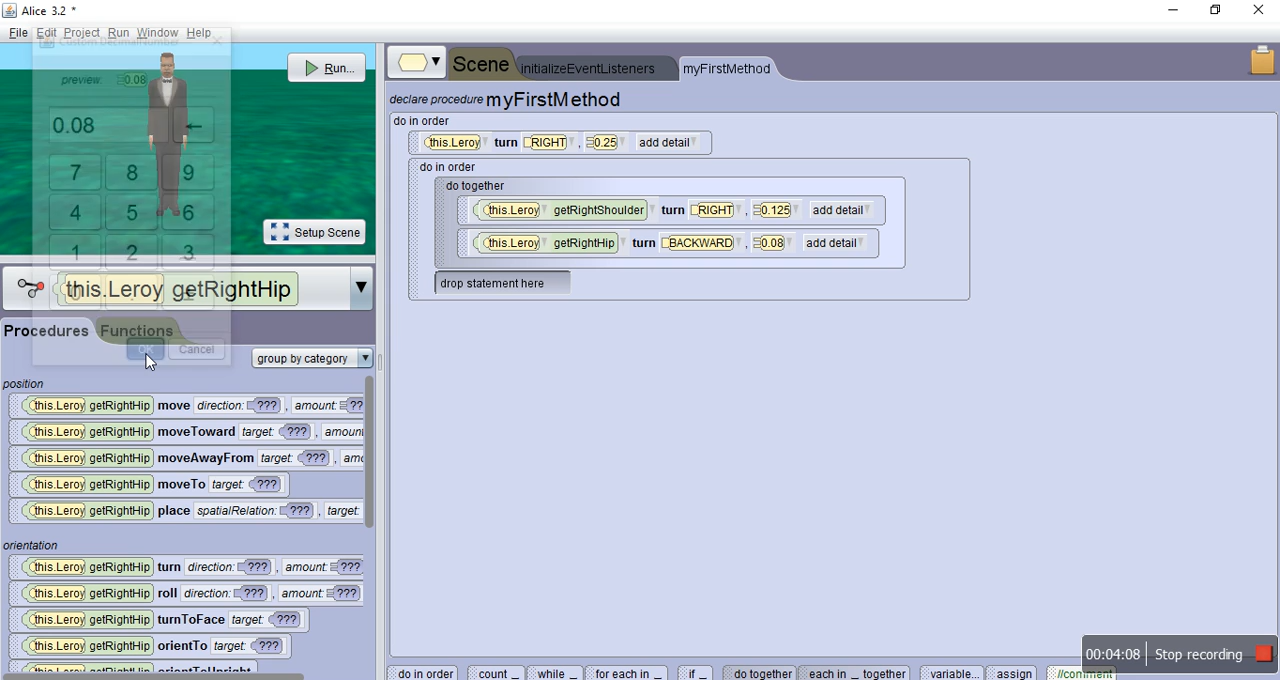 Alice 3.2 *
File Edit Project Run Window Help
Custom DecimalNumber
preview: 0.08
Run...
0.08 ←
7 8 9
4 5 6
1 2 3
Setup Scene
this.Leroy getRightHip
Procedures Functions
OK Cancel
group by category
position
this.Leroy getRightHip move direction: ??? , amount: ??
this.Leroy getRightHip moveToward target: ??? , amount
this.Leroy getRightHip moveAwayFrom target: ??? , am
this.Leroy getRightHip moveTo target: ???
this.Leroy getRightHip place spatialRelation: ??? , target:
orientation
this.Leroy getRightHip turn direction: ??? , amount: ???
this.Leroy getRightHip roll direction: ??? , amount: ???
this.Leroy getRightHip turnToFace target: ???
this.Leroy getRightHip orientTo target: ???
this.Leroy getRightHip orientToUpright
Scene initializeEventListeners myFirstMethod
declare procedure myFirstMethod
do in order
this.Leroy turn RIGHT , 0.25 add detail
do in order
do together
this.Leroy getRightShoulder turn RIGHT , 0.125 add detail
this.Leroy getRightHip turn BACKWARD , 0.08 add detail
drop statement here
00:04:08 Stop recording
do in order count _ while _ for each in _ if _ do together each in _ together variable... assign //comment